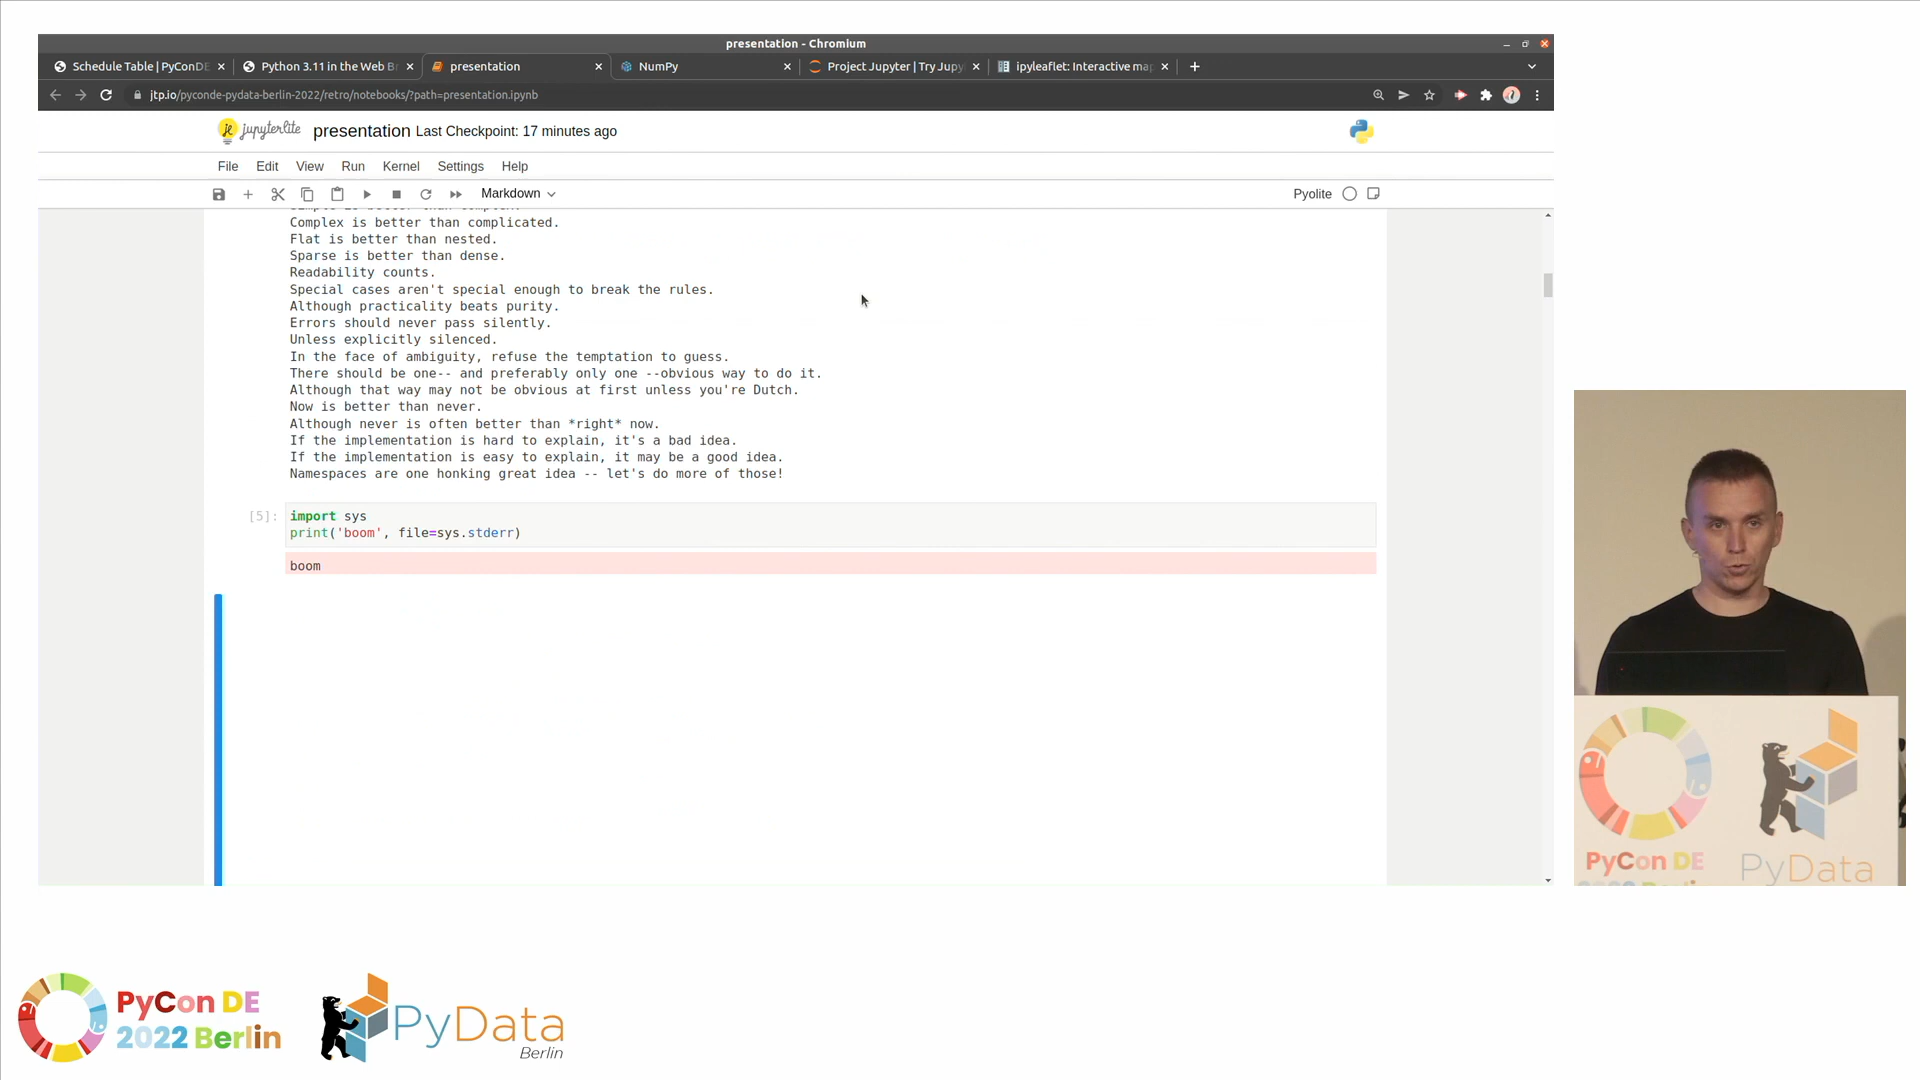 presentation - Chromium
Schedule Table | PyConDE
Python 3.11 in the Web Br
presentation
NumPy
Project Jupyter | Try Jupy
ipyleaflet: Interactive map
jtp.io/pyconde-pydata-berlin-2022/retro/notebooks/?path=presentation.ipynb
jupyterlite presentation Last Checkpoint: 17 minutes ago
File Edit View Run Kernel Settings Help
Markdown
Pyolite
Complex is better than complicated.
Flat is better than nested.
Sparse is better than dense.
Readability counts.
Special cases aren't special enough to break the rules.
Although practicality beats purity.
Errors should never pass silently.
Unless explicitly silenced.
In the face of ambiguity, refuse the temptation to guess.
There should be one-- and preferably only one --obvious way to do it.
Although that way may not be obvious at first unless you're Dutch.
Now is better than never.
Although never is often better than *right* now.
If the implementation is hard to explain, it's a bad idea.
If the implementation is easy to explain, it may be a good idea.
Namespaces are one honking great idea -- let's do more of those!
[5]: import sys
print('boom', file=sys.stderr)
boom
PyCon DE
PyData
PyCon DE
2022 Berlin
PyData
Berlin